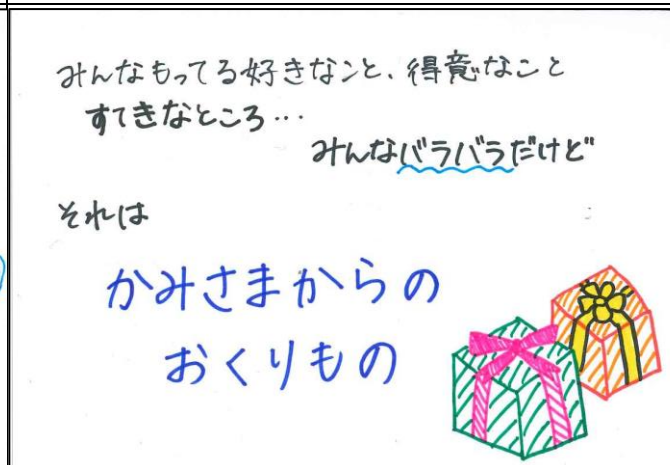 みんなもってる好きなこと、得意なこと
すてきなところ…
みんなバラバラだけど
それは
かみさまからの
おくりもの